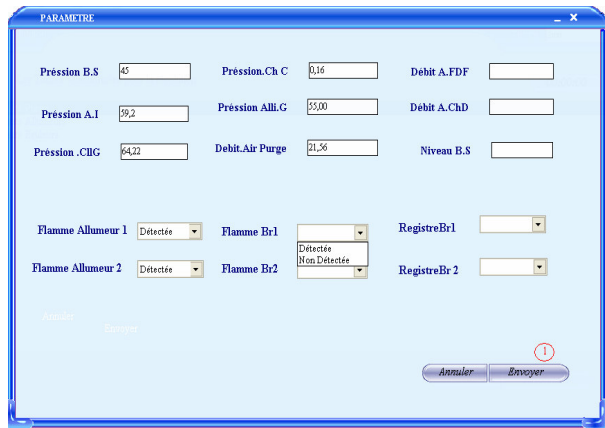 PARAMETRE
Préssion B.S 45 Préssion.Ch C 0,16 Débit A.FDF
Préssion A.I 59,2 Préssion Alli.G 55,00 Débit A.ChD
Préssion .CllG 64,22 Debit.Air Purge 21,56 Niveau B.S
Flamme Allumeur 1 Détectée Flamme Br1 RegistreBr1
Détectée
Non Détectée
Flamme Allumeur 2 Détectée Flamme Br2 RegistreBr 2
Annuler
Envoyer
1
Annuler Envoyer